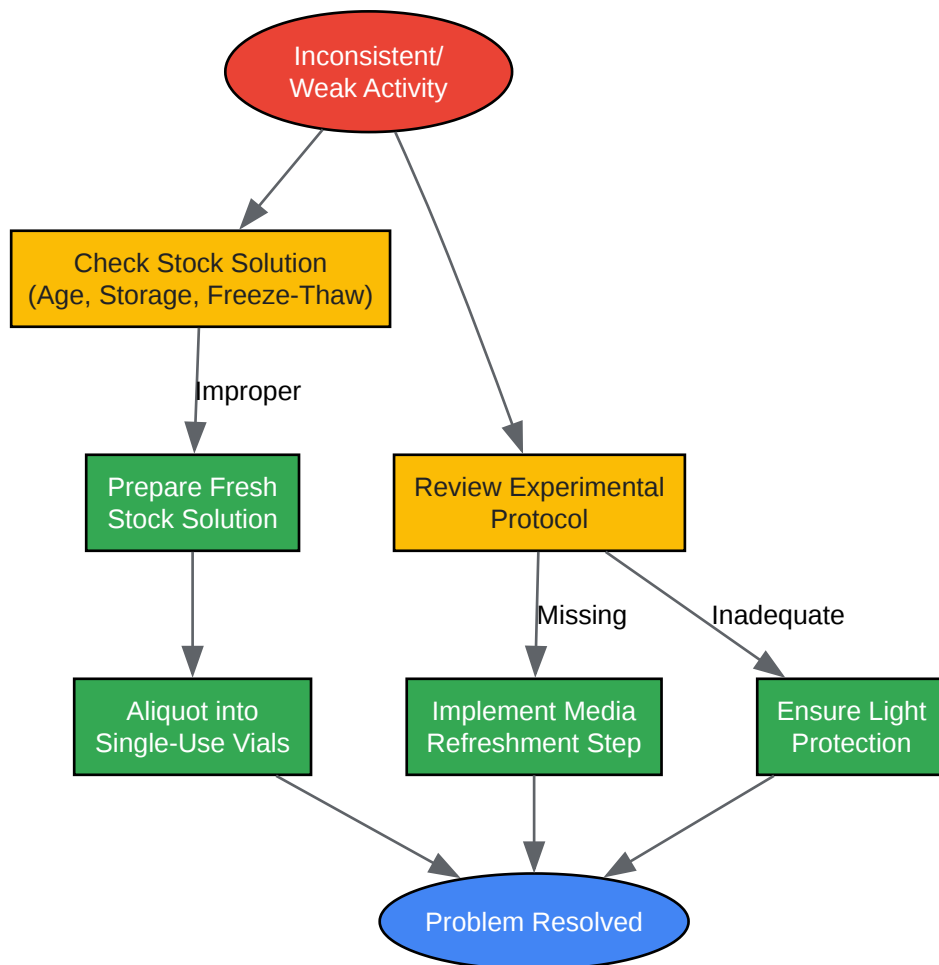 Inconsistent/
Weak Activity
Check Stock Solution
(Age, Storage, Freeze-Thaw)
Improper
Prepare Fresh
Stock Solution
Review Experimental
Protocol
Missing
Inadequate
Aliquot into
Single-Use Vials
Implement Media
Refreshment Step
Ensure Light
Protection
Problem Resolved